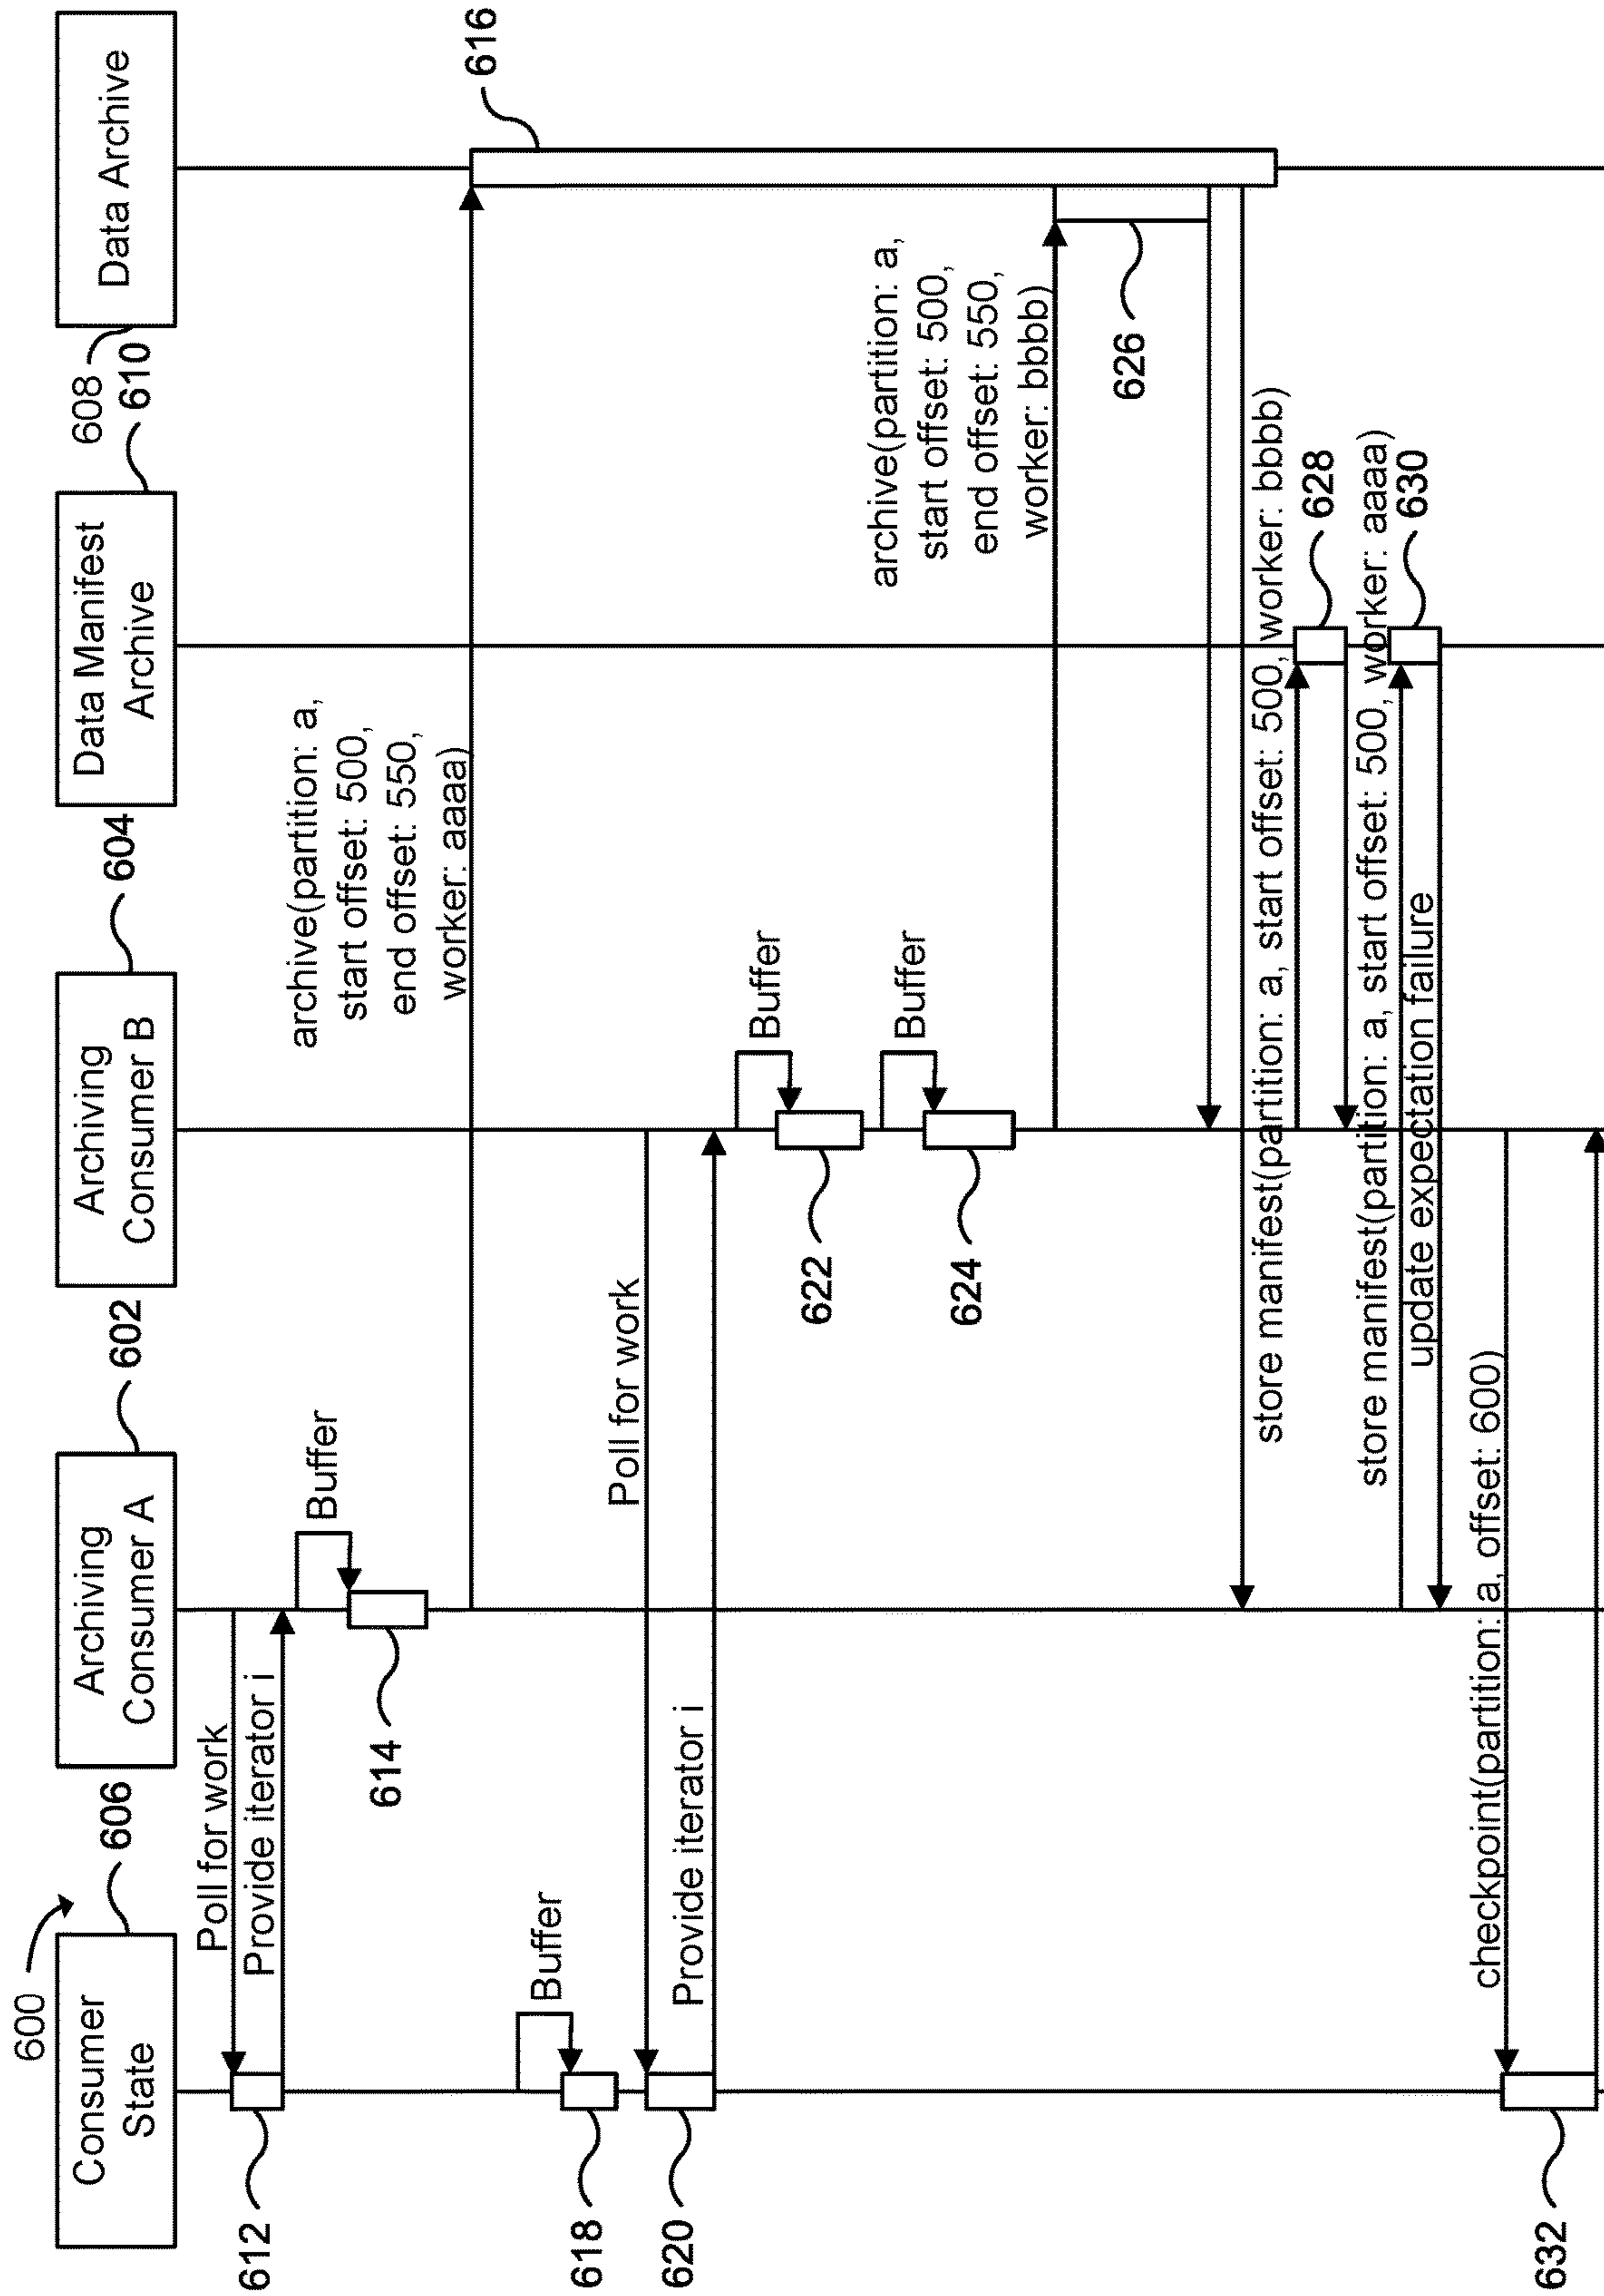 600
Consumer
State
606
Archiving
Consumer A
602
Archiving
Consumer B
604
Data Manifest
Archive
610
608
Data Archive
Poll for work
612
Provide iterator i
Buffer
614
archive(partition: a,
start offset: 500,
end offset: 550,
worker: aaaa)
616
Buffer
618
Poll for work
620
Provide iterator i
Buffer
622
Buffer
624
archive(partition: a,
start offset: 500,
end offset: 550,
worker: bbbb)
626
store manifest(partition: a, start offset: 500, worker: bbbb)
628
store manifest(partition: a, start offset: 500, worker: aaaa)
630
update expectation failure
checkpoint(partition: a, offset: 600)
632